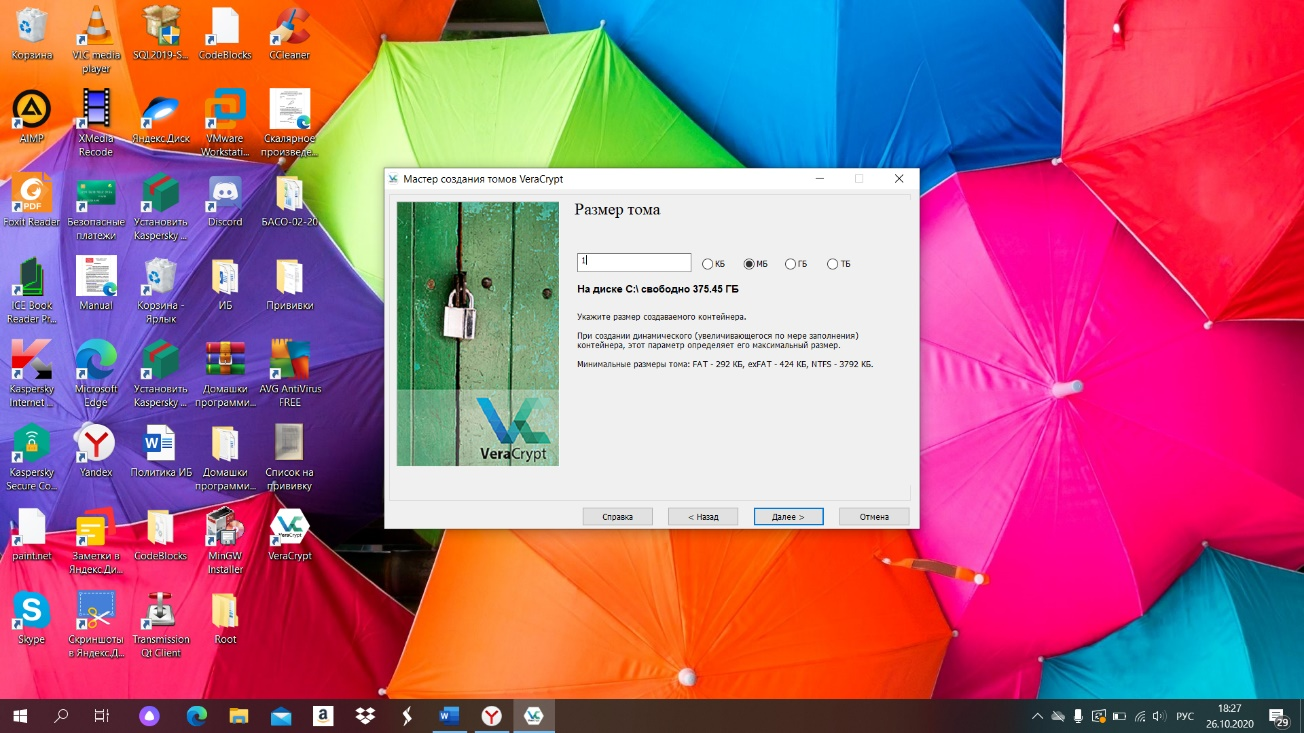 Корзина
VLC media
player
SQL2019-S...
CodeBlocks
CCleaner
AIMP
XMedia
Recode
Яндекс.Диск
VMware
Workstati...
Скалярное
произведе...
PDF
Foxit Reader
Безопасные
платежи
Установить
Kaspersky ...
Discord
БАСО-02-20
ICE Book
Reader Pr...
Manual
Корзина -
Ярлык
ИБ
Прививки
Kaspersky
Internet ...
Microsoft
Edge
Установить
Kaspersky ...
Домашки
программи...
AVG AntiVirus
FREE
Kaspersky
Secure Co...
Yandex
Политика ИБ
Домашки
программи...
Список на
прививку
paint.net
Заметки в
Яндекс.Ди...
CodeBlocks
MinGW
Installer
VeraCrypt
VeraCrypt
Skype
Скриншоты
в Яндекс.Д...
Transmission
Qt Client
Root
Мастер создания томов VeraCrypt
Размер тома
1
КБ
МБ
ГБ
ТБ
На диске C:\ свободно 375.45 ГБ
Укажите размер создаваемого контейнера.
При создании динамического (увеличивающегося по мере заполнения)
контейнера, этот параметр определяет его максимальный размер.
Минимальные размеры тома: FAT - 292 КБ, exFAT - 424 КБ, NTFS - 3792 КБ.
VeraCrypt
Справка
< Назад
Далее >
Отмена
РУС
18:27
26.10.2020
29